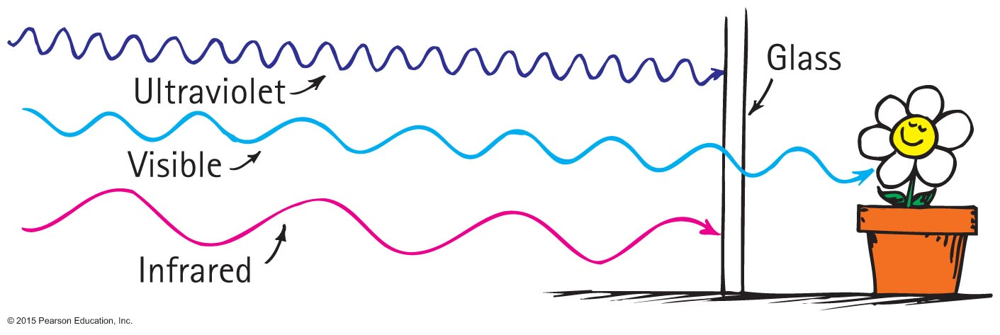 Glass
Ultraviolet
Visible
Infrared
© 2015 Pearson Education, Inc.